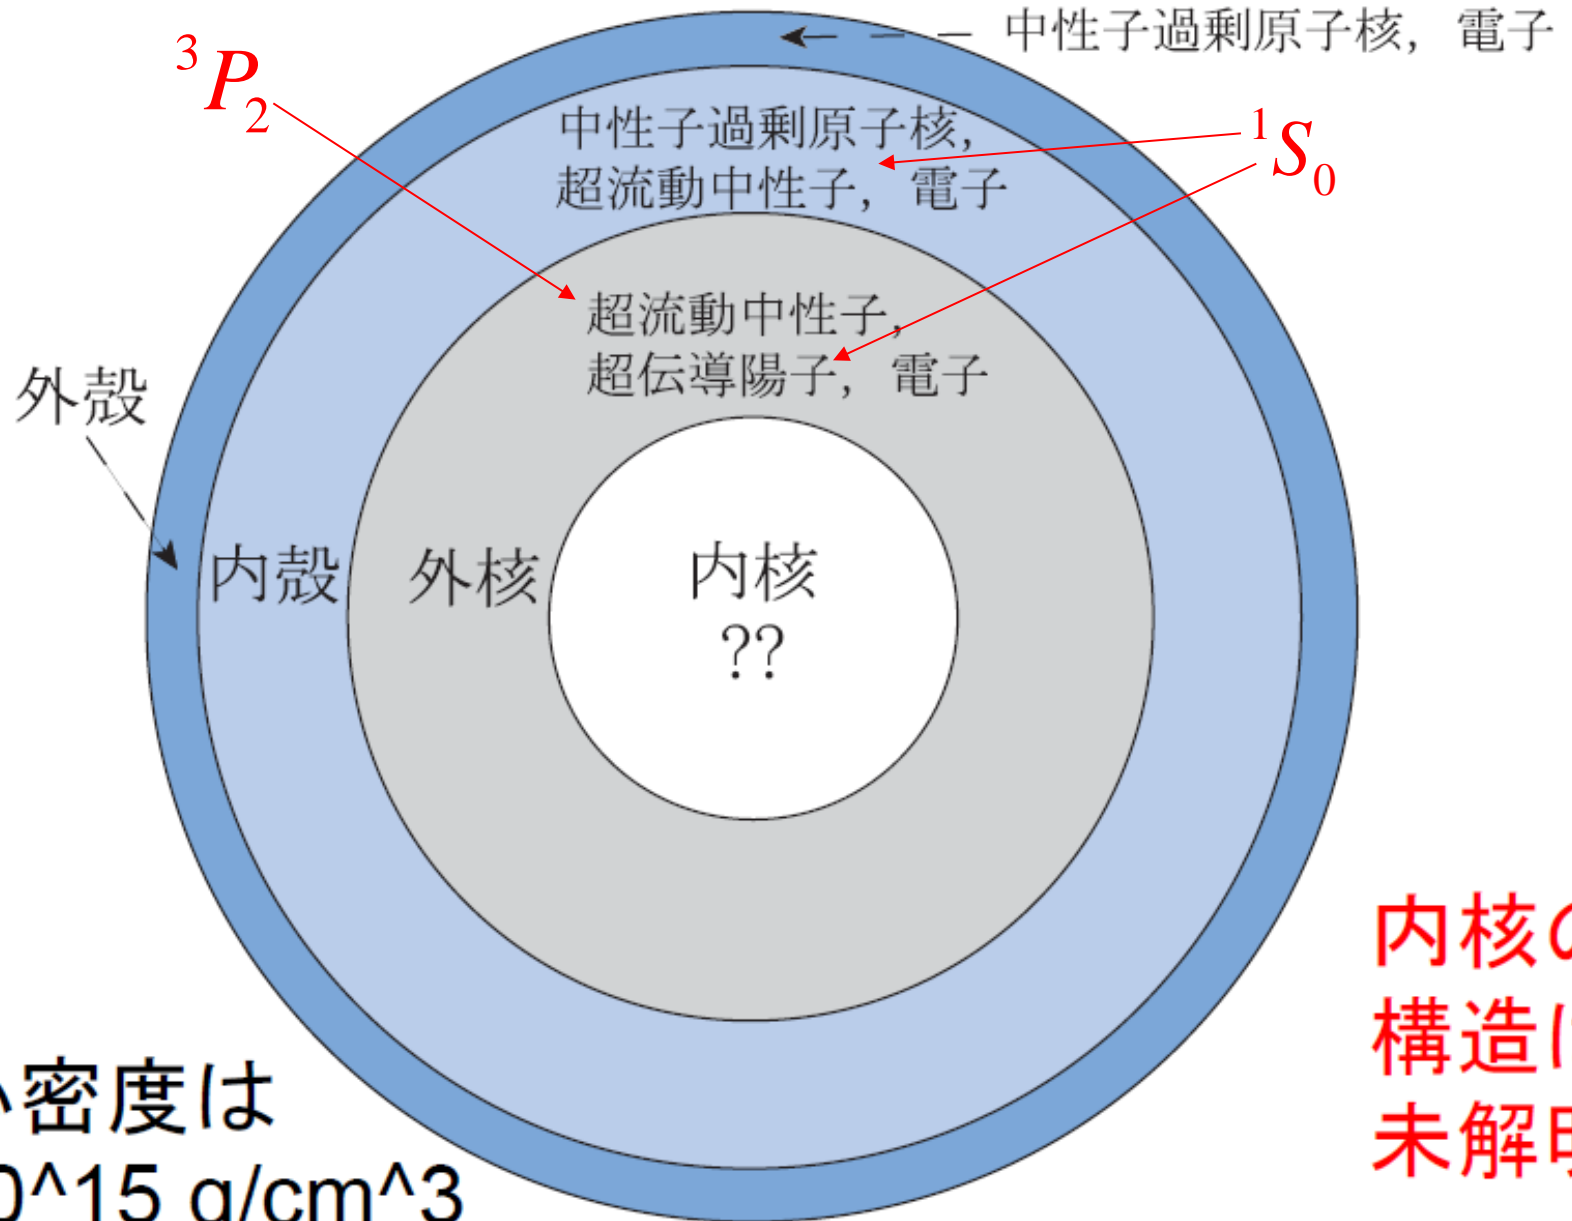 中性子過剰原子核, 電子
³P₂
中性子過剰原子核,
超流動中性子, 電子
¹S₀
超流動中性子,
超伝導陽子, 電子
外殻
内殻
外核
内核
??
内核
構造
未解
密度は
0^15 g/cm^3